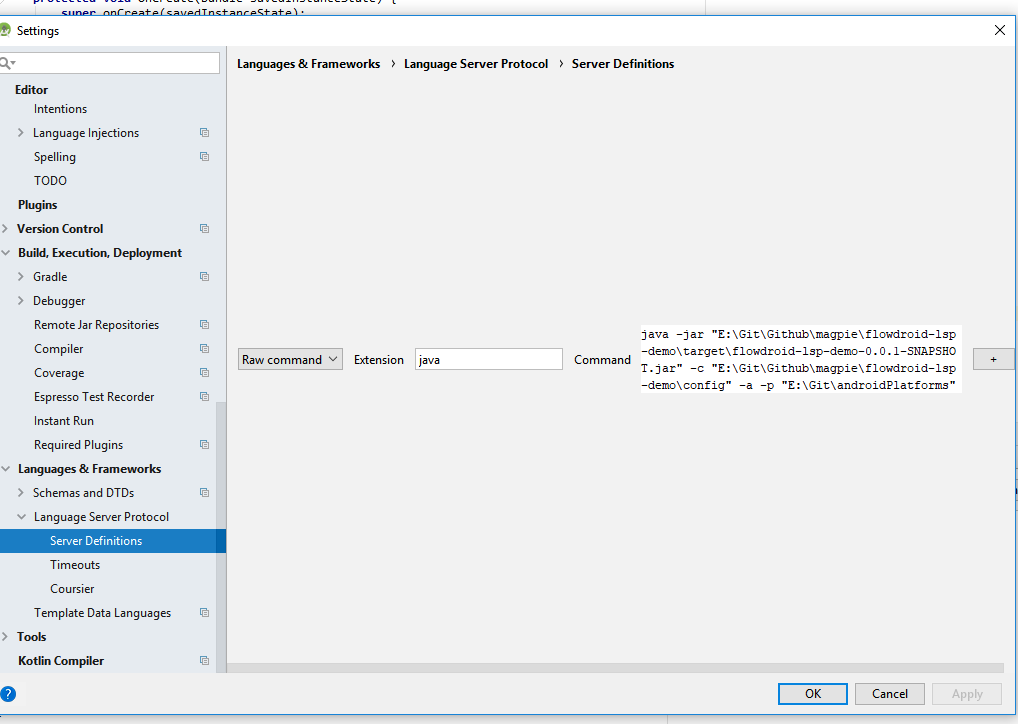 protected void onCreate(Bundle savedInstanceState) {
super.onCreate(savedInstanceState);
Settings
Languages & Frameworks › Language Server Protocol › Server Definitions
Editor
Intentions
Language Injections
Spelling
TODO
Plugins
Version Control
Build, Execution, Deployment
Gradle
Debugger
Remote Jar Repositories
Compiler
Coverage
Espresso Test Recorder
Instant Run
Required Plugins
Languages & Frameworks
Schemas and DTDs
Language Server Protocol
Server Definitions
Timeouts
Coursier
Template Data Languages
Tools
Kotlin Compiler
Raw command Extension java Command
java -jar "E:\Git\Github\magpie\flowdroid-lsp
-demo\target\flowdroid-lsp-demo-0.0.1-SNAPSHO
T.jar" -c "E:\Git\Github\magpie\flowdroid-lsp
-demo\config" -a -p "E:\Git\androidPlatforms"
+
?
OK Cancel Apply